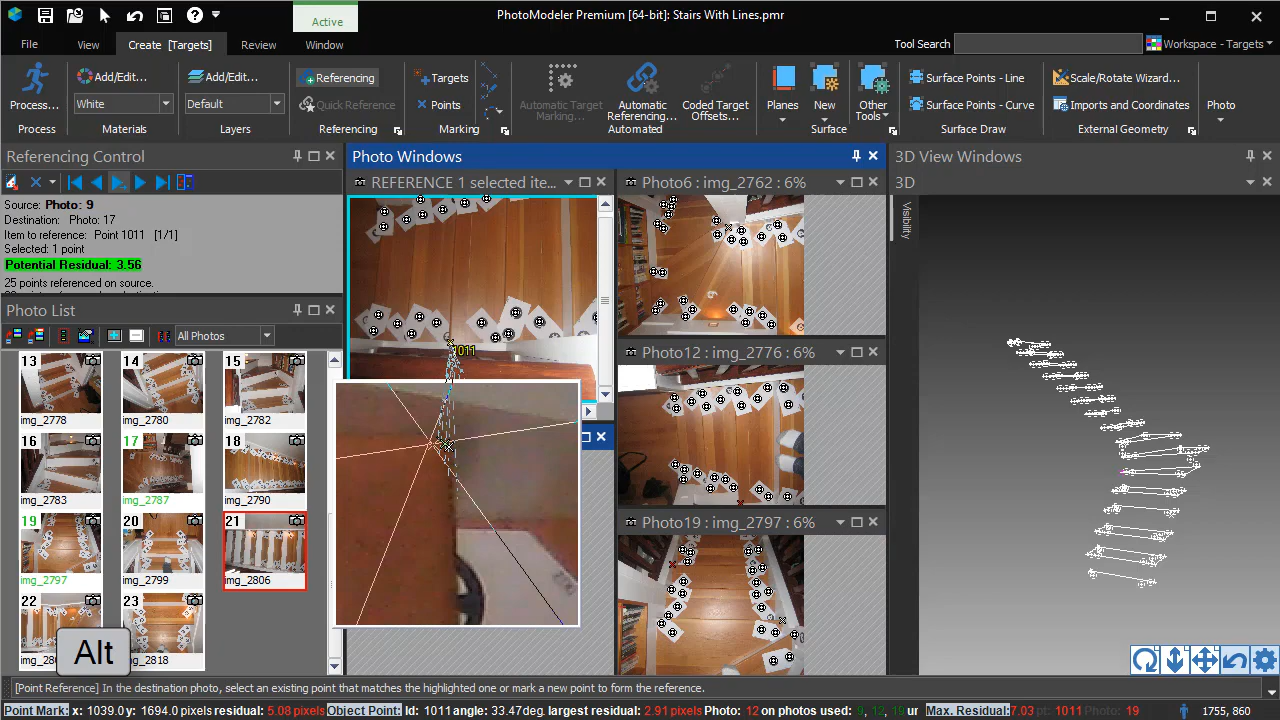 PhotoModeler Premium [64-bit]: Stairs With Lines.pmr
Active
File
View
Create [Targets]
Review
Window
Tool Search
Workspace - Targets
Process...
Process
Add/Edit...
White
Materials
Add/Edit...
Default
Layers
Referencing
Quick Reference
Referencing
Targets
Points
Marking
Automatic Target Marking...
Automatic Referencing...
Coded Target Offsets...
Automated
Planes
New
Other Tools
Surface
Surface Points - Line
Surface Points - Curve
Surface Draw
Scale/Rotate Wizard...
Imports and Coordinates
External Geometry
Photo
Referencing Control
Source: Photo: 9
Destination: Photo: 17
Item to reference: Point 1011 [1/1]
Selected: 1 point
Potential Residual: 3.56
25 points referenced on source.
Photo List
All Photos
13
14
15
img_2778
img_2780
img_2782
16
17
18
img_2783
img_2787
img_2790
19
20
21
img_2797
img_2799
img_2806
22
23
Alt
Photo Windows
REFERENCE 1 selected ite...
1011
Photo6 : img_2762 : 6%
Photo12 : img_2776 : 6%
Photo19 : img_2797 : 6%
3D View Windows
3D
Visibility
[Point Reference] In the destination photo, select an existing point that matches the highlighted one or mark a new point to form the reference.
Point Mark: x: 1039.0 y: 1694.0 pixels residual: 5.08 pixels Object Point: Id: 1011 angle: 33.47 deg. largest residual: 2.91 pixels Photo: 12 on photos used: 9, 12, 19 ur Max. Residual: 7.03 pt: 1011 Photo: 19 1755, 860